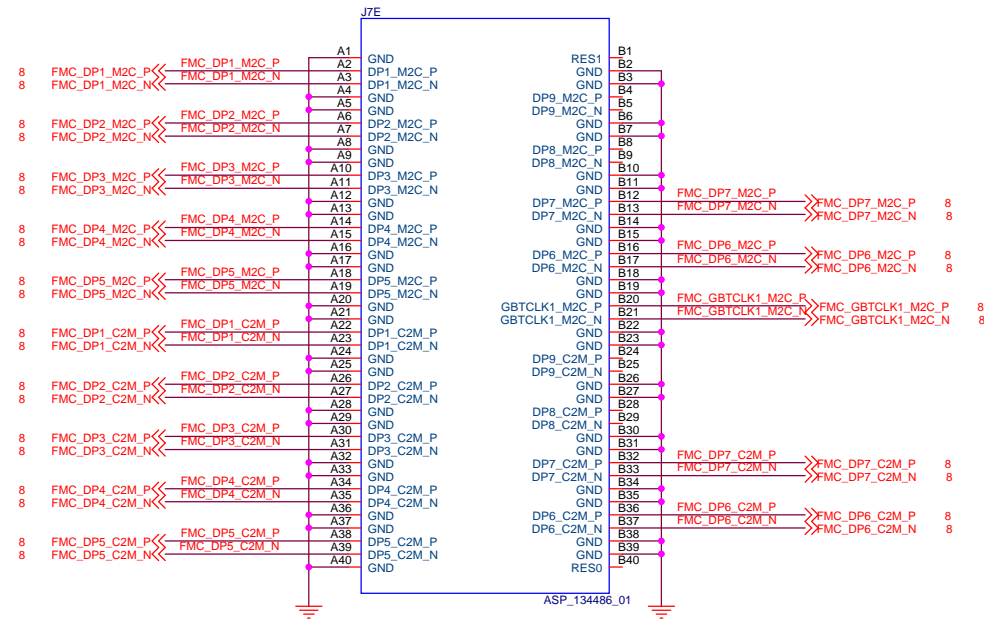 J7E
A1 GND RES1 B1
8 FMC_DP1_M2C_P FMC_DP1_M2C_P A2 DP1_M2C_P GND B2
8 FMC_DP1_M2C_N FMC_DP1_M2C_N A3 DP1_M2C_N GND B3
A4 GND DP9_M2C_P B4
A5 GND DP9_M2C_N B5
8 FMC_DP2_M2C_P FMC_DP2_M2C_P A6 DP2_M2C_P GND B6
8 FMC_DP2_M2C_N FMC_DP2_M2C_N A7 DP2_M2C_N GND B7
A8 GND DP8_M2C_P B8
A9 GND DP8_M2C_N B9
8 FMC_DP3_M2C_P FMC_DP3_M2C_P A10 DP3_M2C_P GND B10
8 FMC_DP3_M2C_N FMC_DP3_M2C_N A11 DP3_M2C_N GND B11
A12 GND DP7_M2C_P B12 FMC_DP7_M2C_P FMC_DP7_M2C_P 8
A13 GND DP7_M2C_N B13 FMC_DP7_M2C_N FMC_DP7_M2C_N 8
8 FMC_DP4_M2C_P FMC_DP4_M2C_P A14 DP4_M2C_P GND B14
8 FMC_DP4_M2C_N FMC_DP4_M2C_N A15 DP4_M2C_N GND B15
A16 GND DP6_M2C_P B16 FMC_DP6_M2C_P FMC_DP6_M2C_P 8
A17 GND DP6_M2C_N B17 FMC_DP6_M2C_N FMC_DP6_M2C_N 8
8 FMC_DP5_M2C_P FMC_DP5_M2C_P A18 DP5_M2C_P GND B18
8 FMC_DP5_M2C_N FMC_DP5_M2C_N A19 DP5_M2C_N GND B19
A20 GND GBTCLK1_M2C_P B20 FMC_GBTCLK1_M2C_P FMC_GBTCLK1_M2C_P 8
A21 GND GBTCLK1_M2C_N B21 FMC_GBTCLK1_M2C_N FMC_GBTCLK1_M2C_N 8
8 FMC_DP1_C2M_P FMC_DP1_C2M_P A22 DP1_C2M_P GND B22
8 FMC_DP1_C2M_N FMC_DP1_C2M_N A23 DP1_C2M_N GND B23
A24 GND DP9_C2M_P B24
A25 GND DP9_C2M_N B25
8 FMC_DP2_C2M_P FMC_DP2_C2M_P A26 DP2_C2M_P GND B26
8 FMC_DP2_C2M_N FMC_DP2_C2M_N A27 DP2_C2M_N GND B27
A28 GND DP8_C2M_P B28
A29 GND DP8_C2M_N B29
8 FMC_DP3_C2M_P FMC_DP3_C2M_P A30 DP3_C2M_P GND B30
8 FMC_DP3_C2M_N FMC_DP3_C2M_N A31 DP3_C2M_N GND B31
A32 GND DP7_C2M_P B32 FMC_DP7_C2M_P FMC_DP7_C2M_P 8
A33 GND DP7_C2M_N B33 FMC_DP7_C2M_N FMC_DP7_C2M_N 8
8 FMC_DP4_C2M_P FMC_DP4_C2M_P A34 DP4_C2M_P GND B34
8 FMC_DP4_C2M_N FMC_DP4_C2M_N A35 DP4_C2M_N GND B35
A36 GND DP6_C2M_P B36 FMC_DP6_C2M_P FMC_DP6_C2M_P 8
A37 GND DP6_C2M_N B37 FMC_DP6_C2M_N FMC_DP6_C2M_N 8
8 FMC_DP5_C2M_P FMC_DP5_C2M_P A38 DP5_C2M_P GND B38
8 FMC_DP5_C2M_N FMC_DP5_C2M_N A39 DP5_C2M_N GND B39
A40 GND RES0 B40
ASP_134486_01